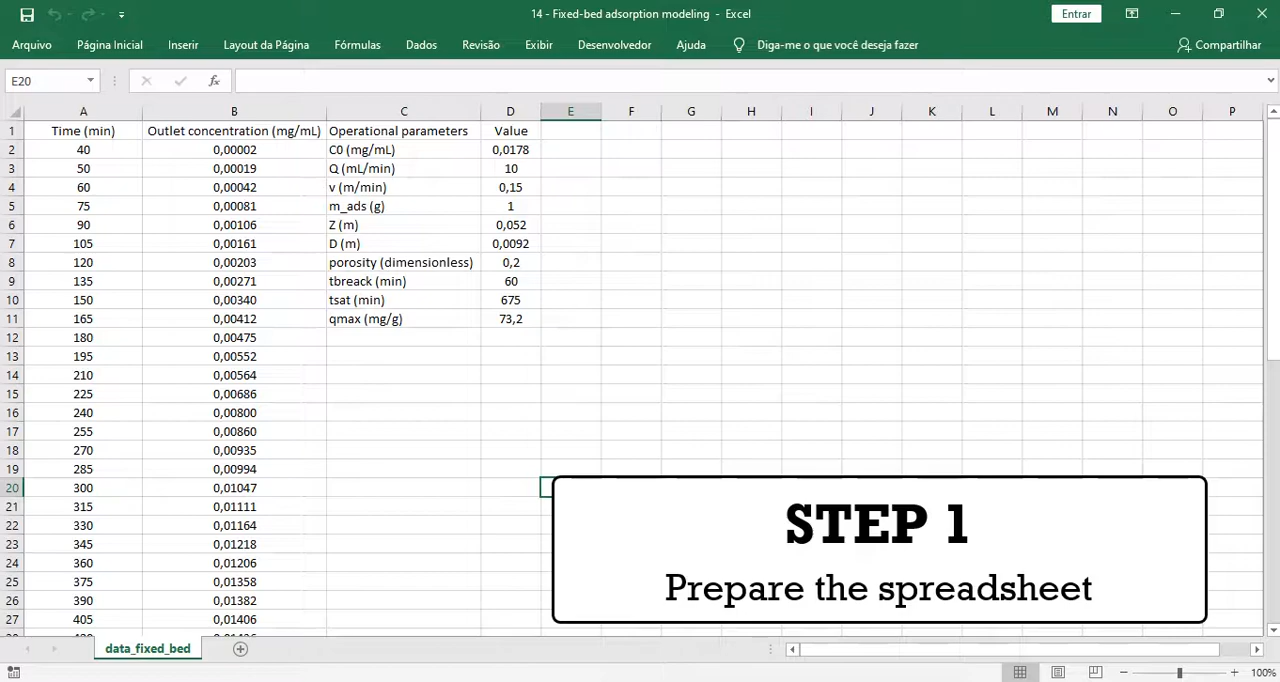 14 - Fixed-bed adsorption modeling - Excel
Entrar
Arquivo Página Inicial Inserir Layout da Página Fórmulas Dados Revisão Exibir Desenvolvedor Ajuda Diga-me o que você deseja fazer Compartilhar
E20 fx
A B C D E F G H I J K L M N O P
1 Time (min) Outlet concentration (mg/mL) Operational parameters Value
2 40 0,00002 C0 (mg/mL) 0,0178
3 50 0,00019 Q (mL/min) 10
4 60 0,00042 v (m/min) 0,15
5 75 0,00081 m_ads (g) 1
6 90 0,00106 Z (m) 0,052
7 105 0,00161 D (m) 0,0092
8 120 0,00203 porosity (dimensionless) 0,2
9 135 0,00271 tbreack (min) 60
10 150 0,00340 tsat (min) 675
11 165 0,00412 qmax (mg/g) 73,2
12 180 0,00475
13 195 0,00552
14 210 0,00564
15 225 0,00686
16 240 0,00800
17 255 0,00860
18 270 0,00935
19 285 0,00994
20 300 0,01047
21 315 0,01111
22 330 0,01164
23 345 0,01218
24 360 0,01206
25 375 0,01358
26 390 0,01382
27 405 0,01406
STEP 1
Prepare the spreadsheet
data_fixed_bed
100%